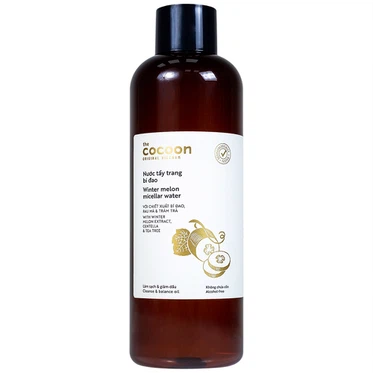 the
cocoon
ORIGINAL VIETNAM
Nước tẩy trang
bí đao
Winter melon
micellar water
VỚI CHIẾT XUẤT BÍ ĐAO,
RAU MÁ & TRÀM TRÀ
WITH WINTER
MELON EXTRACT,
CENTELLA
& TEA TREE
Làm sạch & giảm dầu
Cleanse & balance oil
Không chứa cồn
Alcohol-free